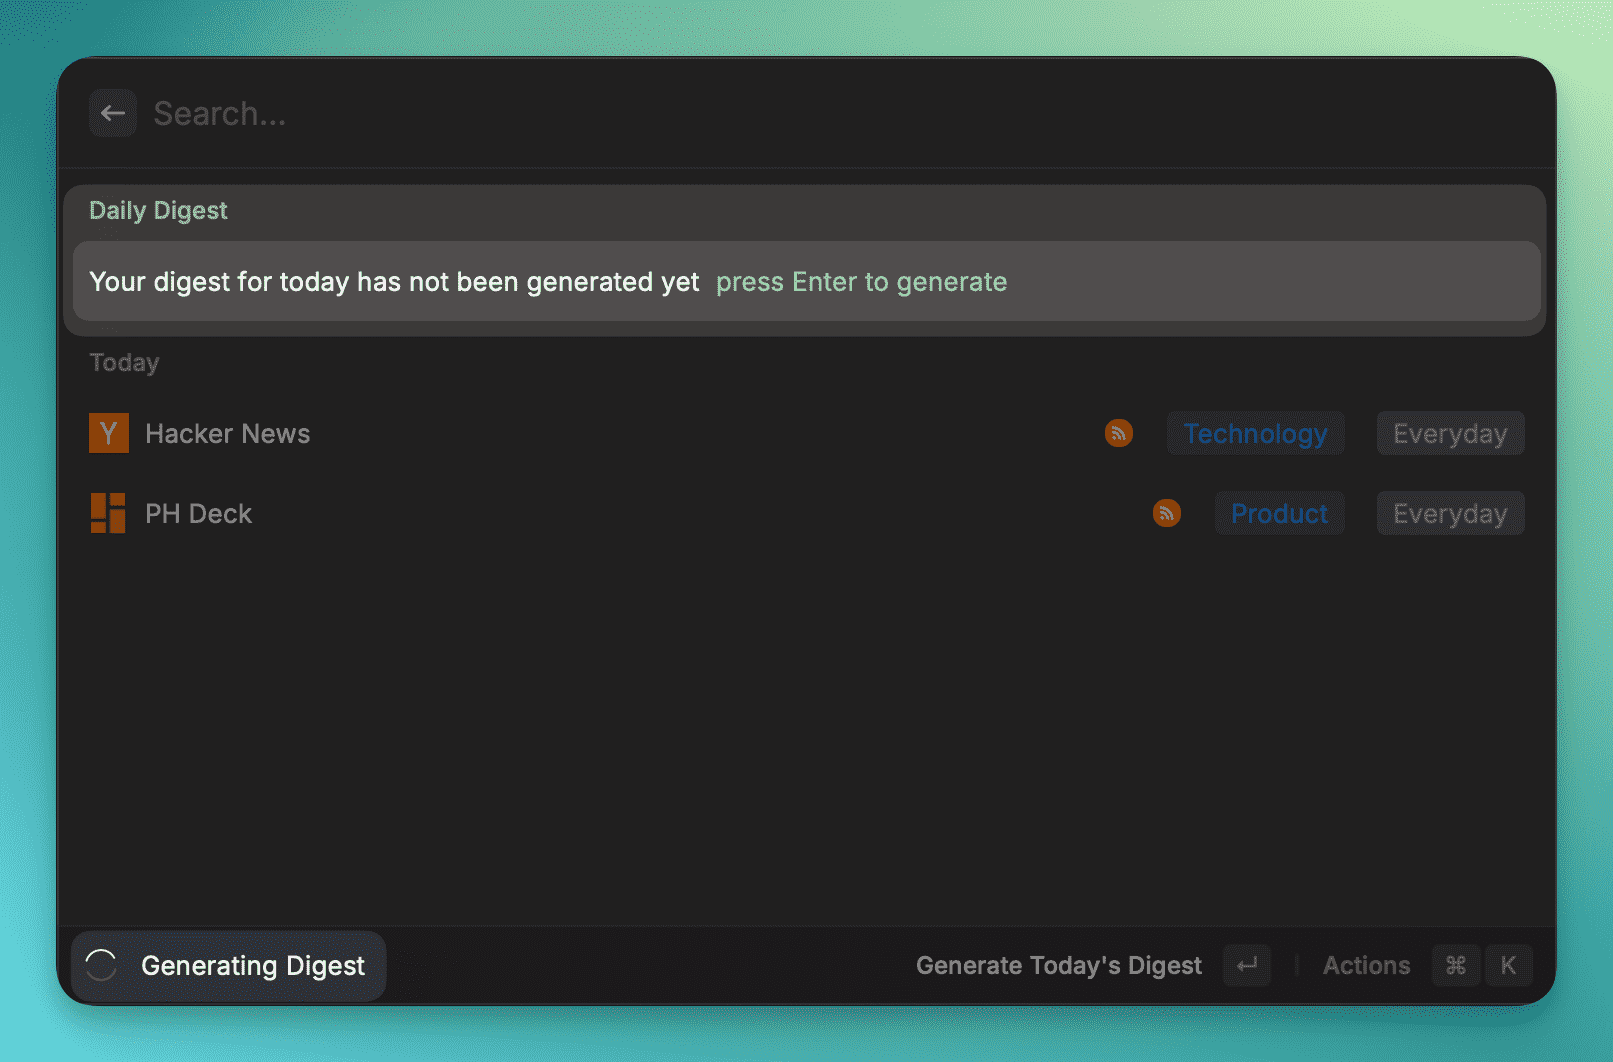 Search...
Daily Digest
Your digest for today has not been generated yet press Enter to generate
Today
Y Hacker News Technology Everyday
PH Deck Product Everyday
Generating Digest Generate Today's Digest ↵ Actions ⌘ K